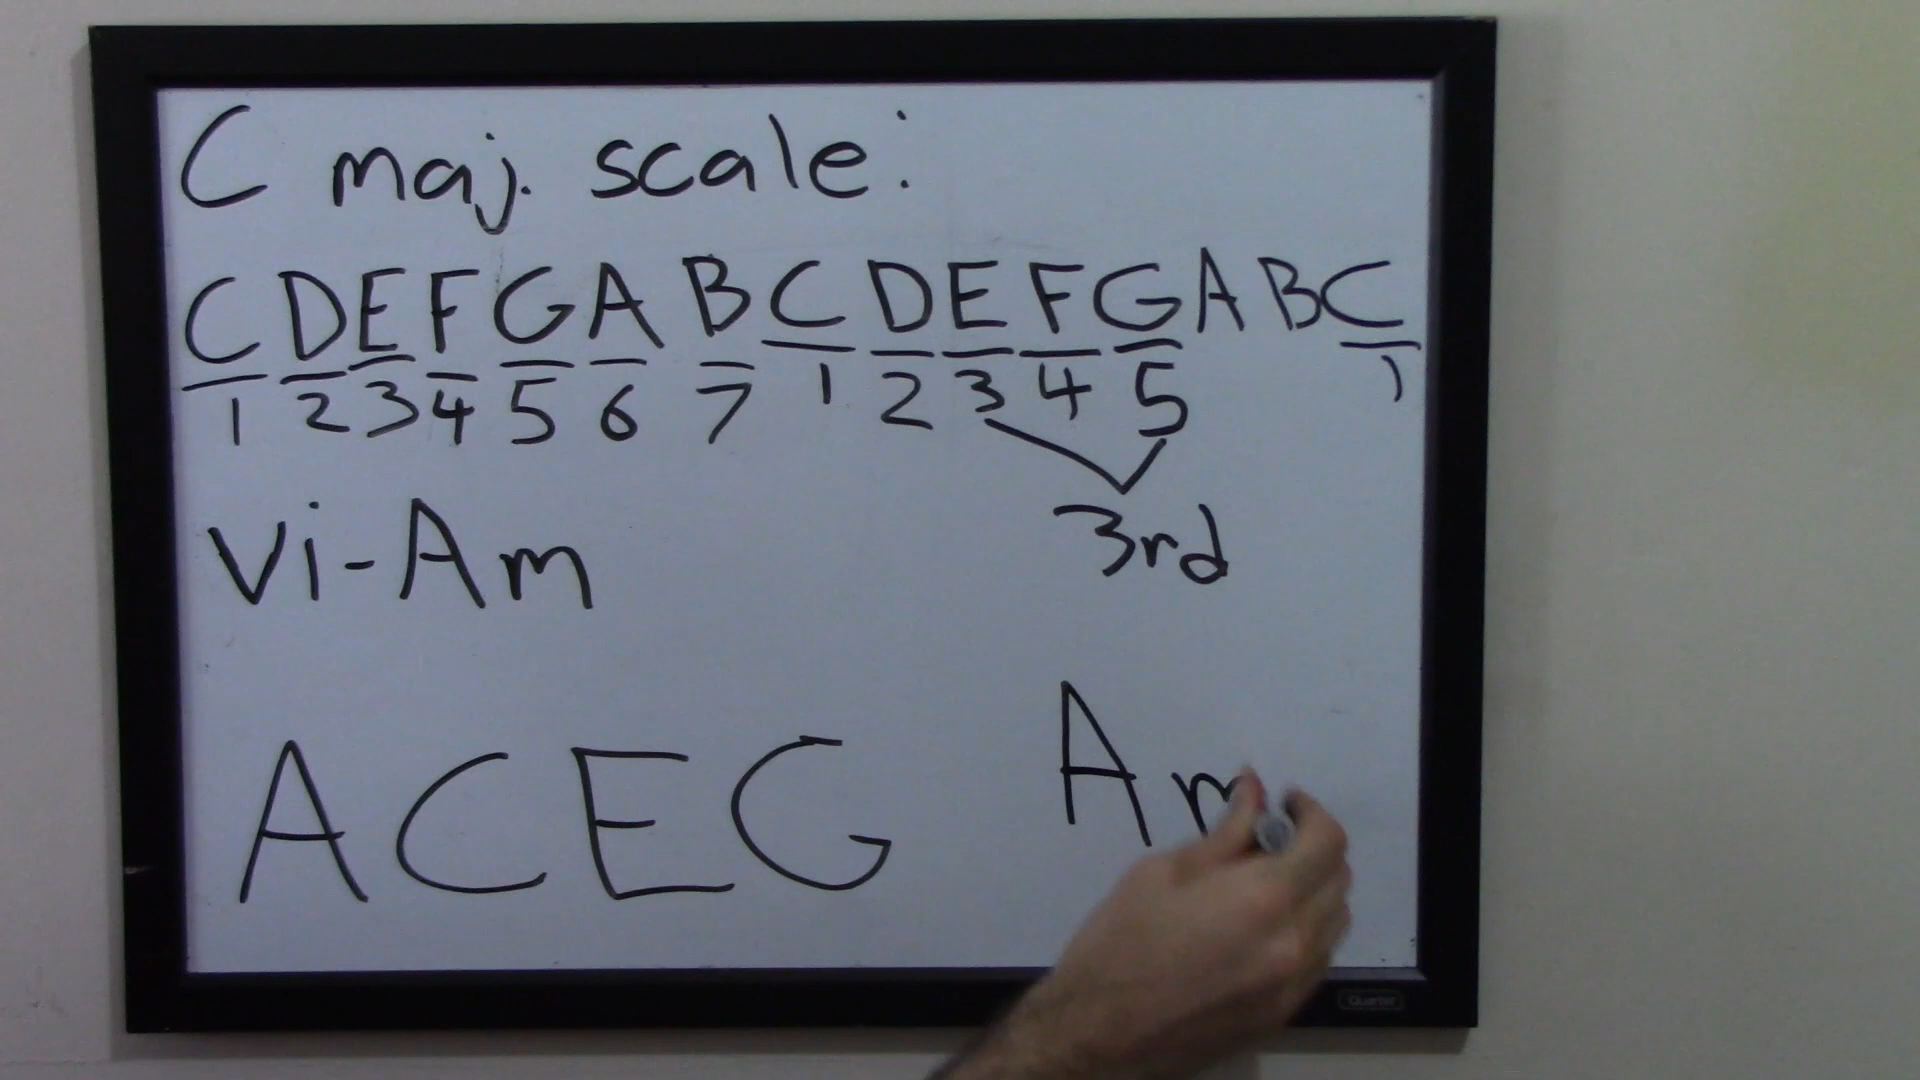 C maj. scale:
C D E F G A B C D E F G A B C
1 2 3 4 5 6 7 1 2 3 4 5 1
vi-Am
3rd
A C E G
Am
Quartet